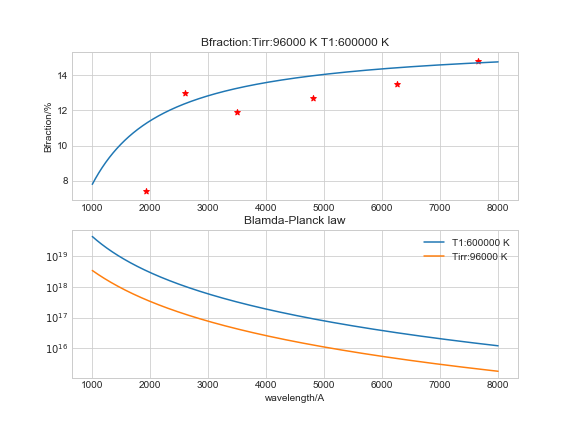 Bfraction:Tirr:96000 K T1:600000 K
Bfraction/%
14
12
10
8
1000 2000 3000 4000 5000 6000 7000 8000
Blamda-Planck law
T1:600000 K
Tirr:96000 K
10^19
10^18
10^17
10^16
1000 2000 3000 4000 5000 6000 7000 8000
wavelength/A